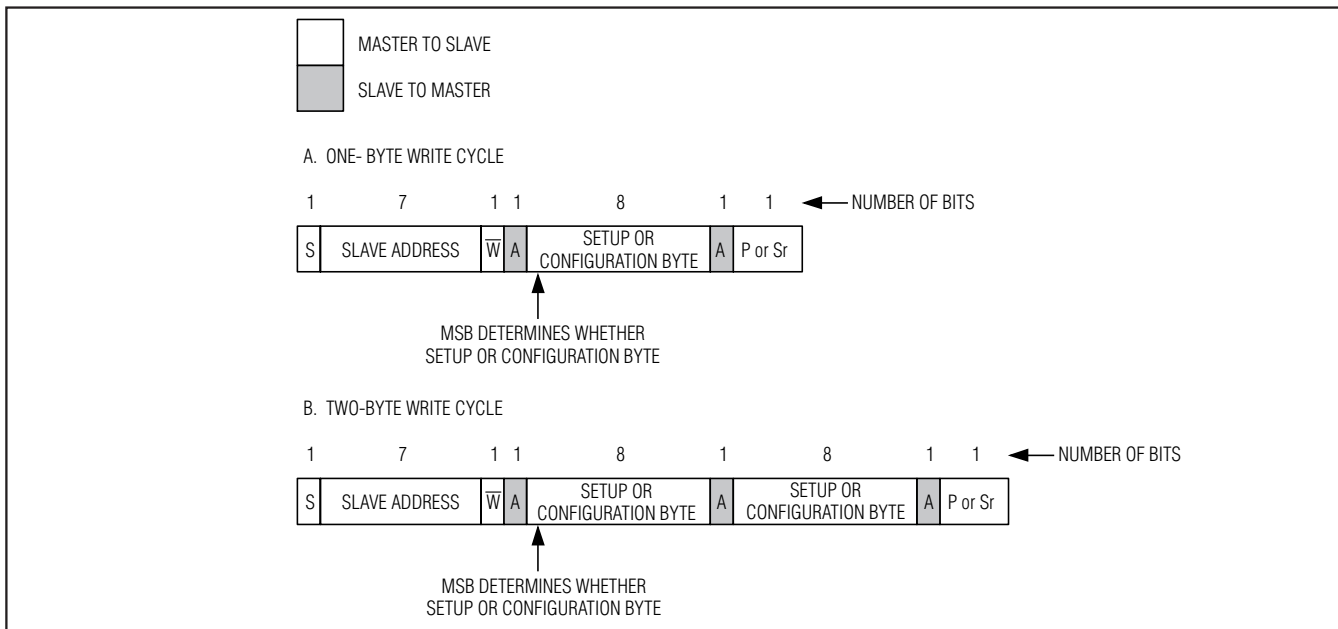 MASTER TO SLAVE
SLAVE TO MASTER
A. ONE- BYTE WRITE CYCLE
1 7 1 1 8 1 1 NUMBER OF BITS
S SLAVE ADDRESS W̅ A SETUP OR CONFIGURATION BYTE A P or Sr
MSB DETERMINES WHETHER
SETUP OR CONFIGURATION BYTE
B. TWO-BYTE WRITE CYCLE
1 7 1 1 8 1 8 1 1 NUMBER OF BITS
S SLAVE ADDRESS W̅ A SETUP OR CONFIGURATION BYTE A SETUP OR CONFIGURATION BYTE A P or Sr
MSB DETERMINES WHETHER
SETUP OR CONFIGURATION BYTE